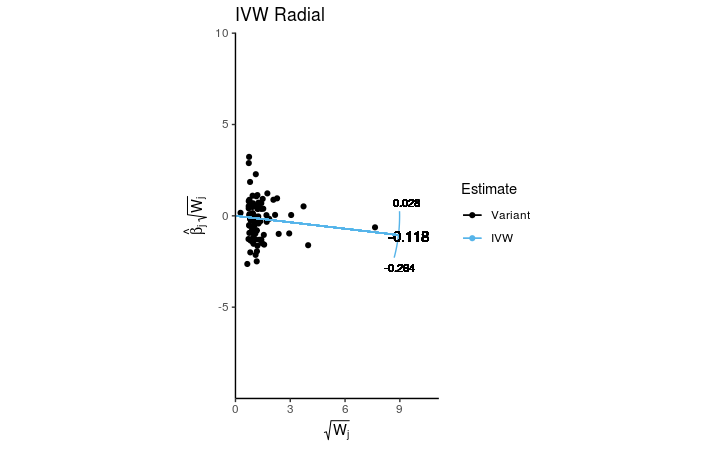 IVW Radial
10
5
0
-5
β̂ⱼ√Wⱼ
0.028
-0.118
-0.264
0
3
6
9
√Wⱼ
Estimate
Variant
IVW